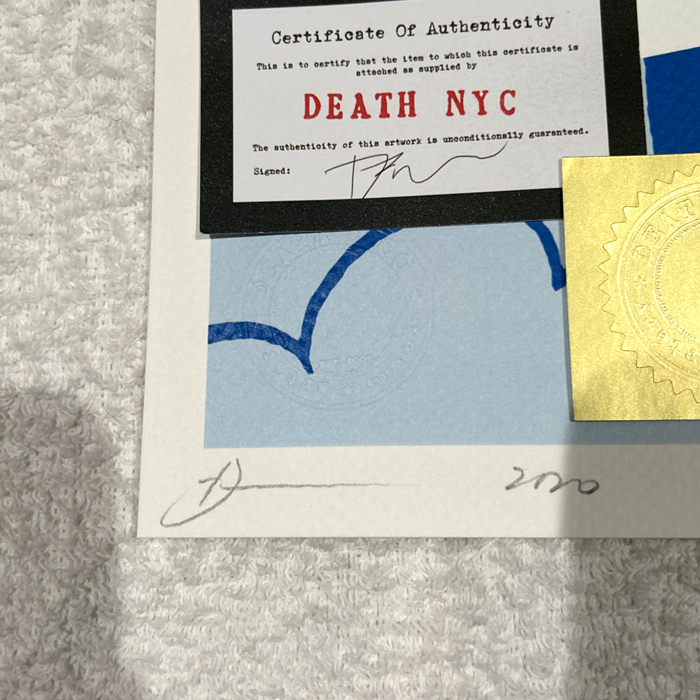 Certificate Of Authenticity
This is to certify that the item to which this certificate is
attached as supplied by
DEATH NYC
The authenticity of this artwork is unconditionally guaranteed.
Signed:
2020
DEA